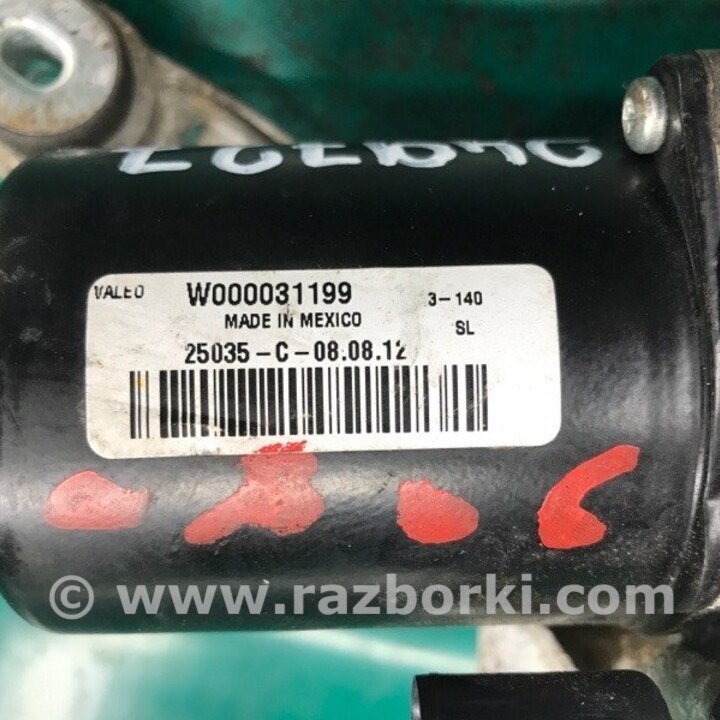 VALEO W000031199 3-140
MADE IN MEXICO SL
25035-C-08.08.12
© www.razborki.com